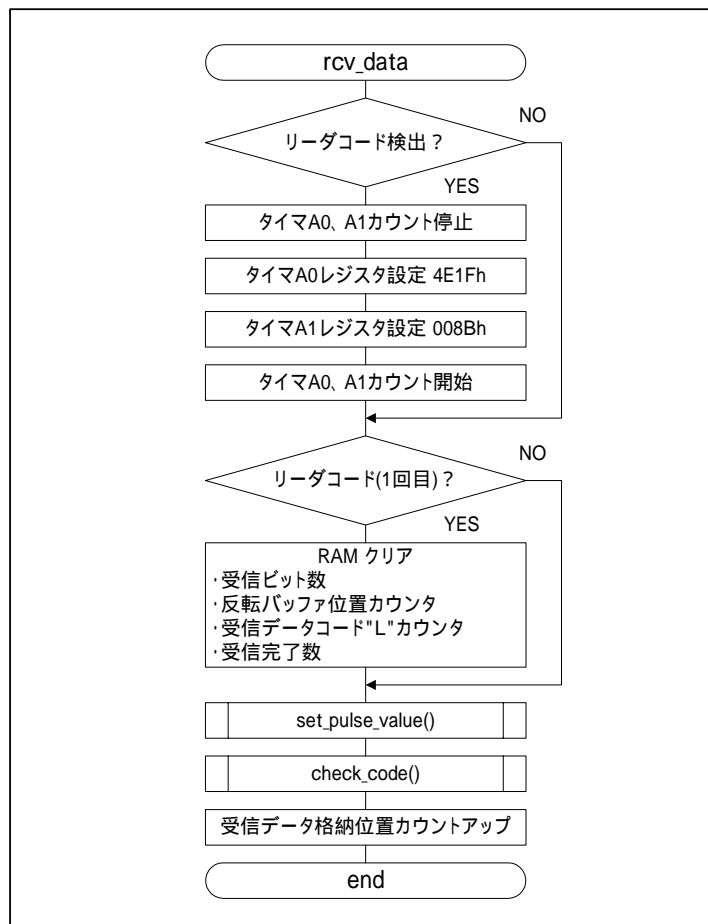 rcv_data
リーダコード検出？
NO
YES
タイマA0、A1カウント停止
タイマA0レジスタ設定 4E1Fh
タイマA1レジスタ設定 008Bh
タイマA0、A1カウント開始
リーダコード(1回目)？
NO
YES
RAM クリア
・受信ビット数
・反転バッファ位置カウンタ
・受信データコード"L"カウンタ
・受信完了数
set_pulse_value()
check_code()
受信データ格納位置カウントアップ
end